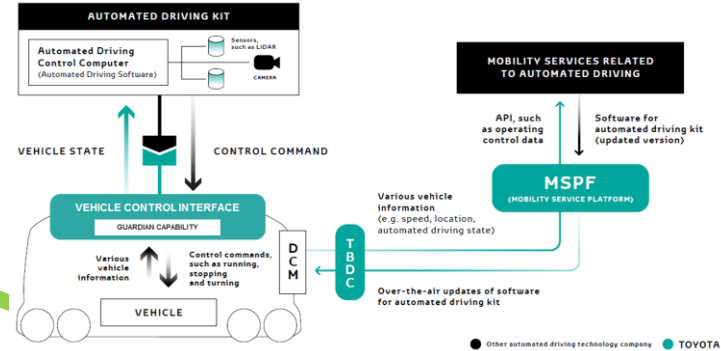 AUTOMATED DRIVING KIT
Automated Driving
Control Computer
(Automated Driving Software)
Sensors,
such as LiDAR
CAMERA
VEHICLE STATE
CONTROL COMMAND
VEHICLE CONTROL INTERFACE
GUARDIAN CAPABILITY
Various
vehicle
information
Control commands,
such as running,
stopping
and turning
VEHICLE
DCM
TBDC
MOBILITY SERVICES RELATED
TO AUTOMATED DRIVING
API, such
as operating
control data
Software for
automated driving kit
(updated version)
MSPF
(MOBILITY SERVICE PLATFORM)
Various vehicle
information
(e.g. speed, location,
automated driving state)
Over-the-air updates of software
for automated driving kit
Other automated driving technology company
TOYOTA